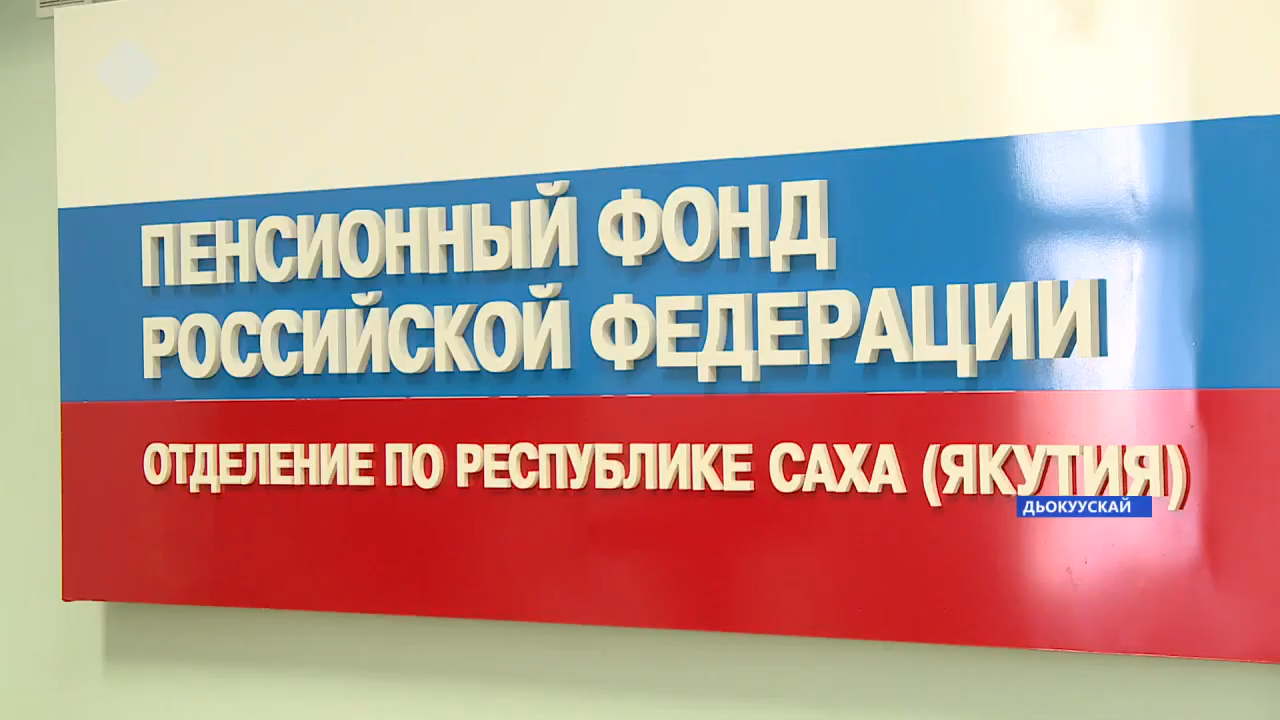 ПЕНСИОННЫЙ ФОНД
РОССИЙСКОЙ ФЕДЕРАЦИИ
ОТДЕЛЕНИЕ ПО РЕСПУБЛИКЕ САХА (ЯКУТИЯ)
ДЬОКУУСКАЙ